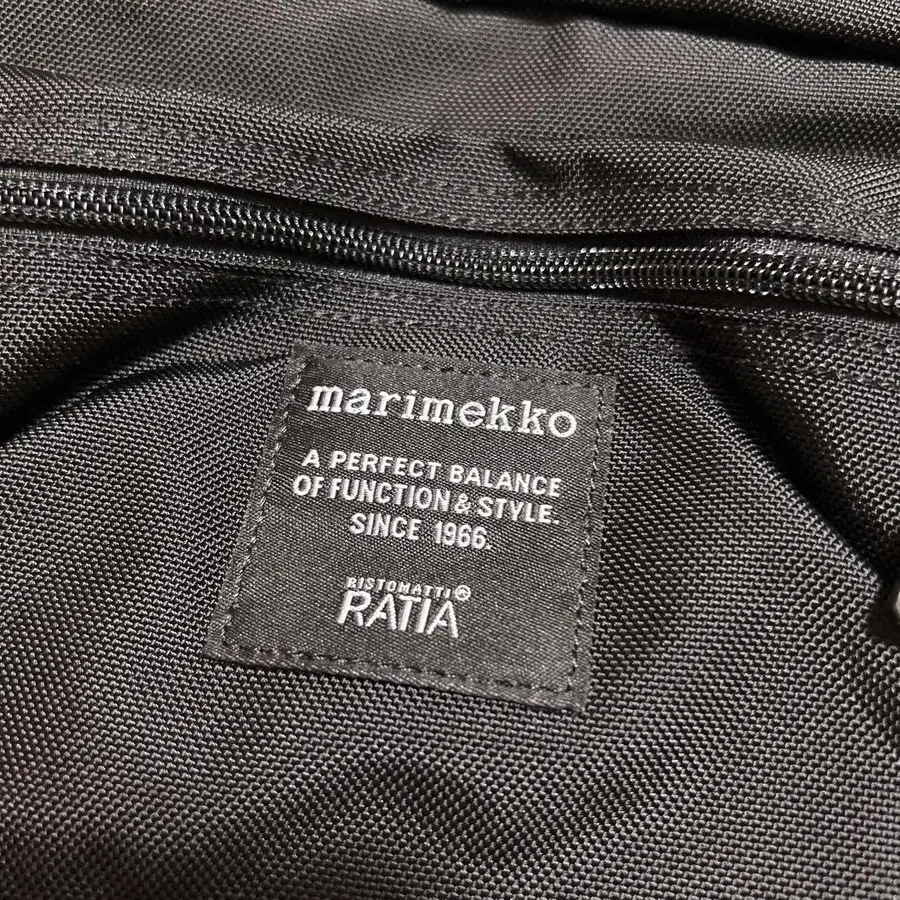 marimekko
A PERFECT BALANCE
OF FUNCTION & STYLE.
SINCE 1966.
RISTOMATTI®
RATIA